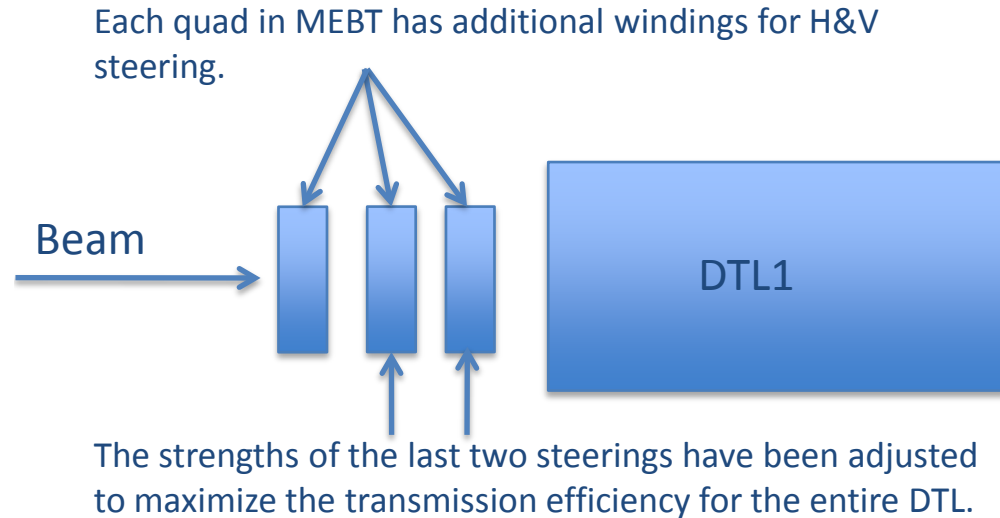 Each quad in MEBT has additional windings for H&V
steering.
Beam
DTL1
The strengths of the last two steerings have been adjusted
to maximize the transmission efficiency for the entire DTL.